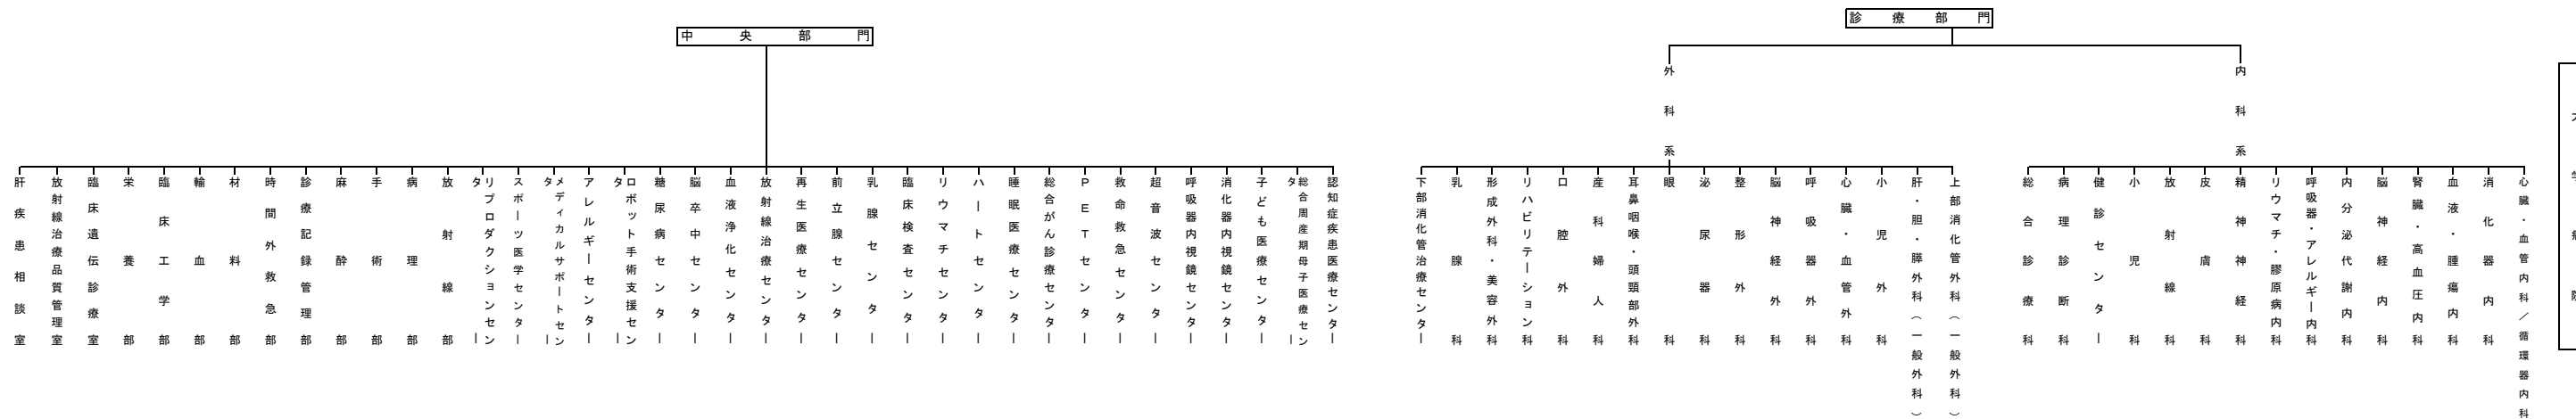 診療部門
内科系
心臓・血管内科／循環器内科
消化器内科
血液・腫瘍内科
腎臓・高血圧内科
脳神経内科
内分泌代謝内科
呼吸器・アレルギー内科
リウマチ・膠原病内科
精神神経科
皮膚科
放射線科
小児科
健診センター
病理診断科
総合診療科
外科系
上部消化管外科（一般外科）
肝・胆・膵外科（一般外科）
小児外科
心臓・血管外科
呼吸器外科
脳神経外科
整形外科
泌尿器科
眼科
耳鼻咽喉・頭頸部外科
産科婦人科
口腔外科
リハビリテーション科
形成外科・美容外科
乳腺科
下部消化管治療センター
中央部門
認知症疾患医療センター
総合周産期母子医療センター
子ども医療センター
消化器内視鏡センター
呼吸器内視鏡センター
超音波センター
救命救急センター
ＰＥＴセンター
総合がん診療センター
睡眠医療センター
ハートセンター
リウマチセンター
臨床検査センター
乳腺センター
前立腺センター
再生医療センター
放射線治療センター
血液浄化センター
脳卒中センター
糖尿病センター
ロボット手術支援センター
アレルギーセンター
メディカルサポートセンター
スポーツ医学センター
リプロダクションセンター
放射線部
病理部
手術部
麻酔部
診療記録管理部
時間外救急部
材料部
輸血部
臨床工学部
栄養部
臨床遺伝診療室
放射線治療品質管理室
肝疾患相談室